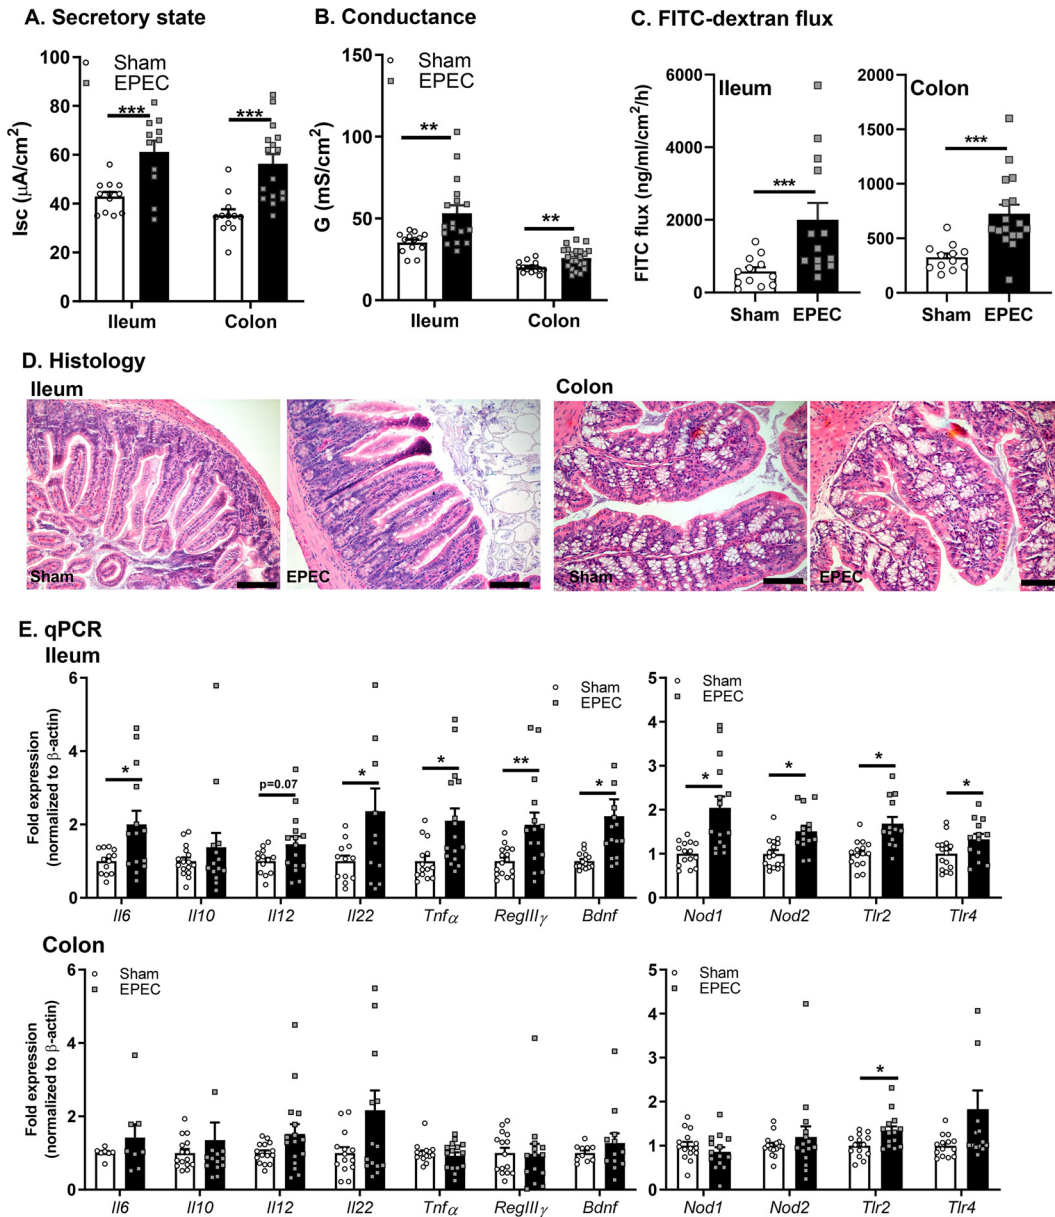 A. Secretory state
Sham
EPEC
Isc (μA/cm²)
100
80
60
40
20
0
***
***
Ileum
Colon
B. Conductance
Sham
EPEC
G (mS/cm²)
150
100
50
0
**
**
Ileum
Colon
C. FITC-dextran flux
FITC flux (ng/ml/cm²/h)
Ileum
6000
4000
2000
0
***
Sham
EPEC
Colon
2000
1500
1000
500
0
***
Sham
EPEC
D. Histology
Ileum
Colon
Sham
EPEC
Sham
EPEC
E. qPCR
Ileum
Fold expression
(normalized to β-actin)
6
4
2
0
Sham
EPEC
*
p=0.07
*
*
**
*
Il6
Il10
Il12
Il22
Tnfα
RegIIIγ
Bdnf
5
4
3
2
1
0
Sham
EPEC
*
*
*
*
Nod1
Nod2
Tlr2
Tlr4
Colon
Fold expression
(normalized to β-actin)
6
4
2
0
Sham
EPEC
Il6
Il10
Il12
Il22
Tnfα
RegIIIγ
Bdnf
5
4
3
2
1
0
Sham
EPEC
*
Nod1
Nod2
Tlr2
Tlr4